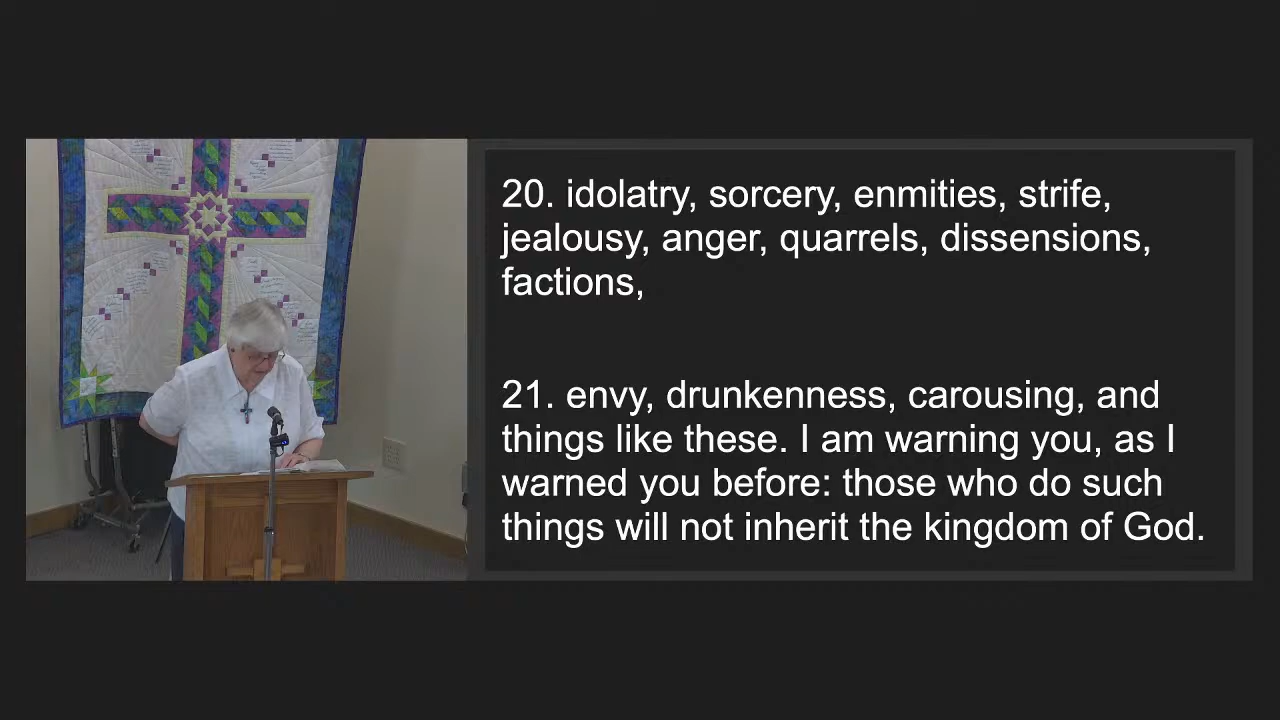 20. idolatry, sorcery, enmities, strife,
jealousy, anger, quarrels, dissensions,
factions,
21. envy, drunkenness, carousing, and
things like these. I am warning you, as I
warned you before: those who do such
things will not inherit the kingdom of God.